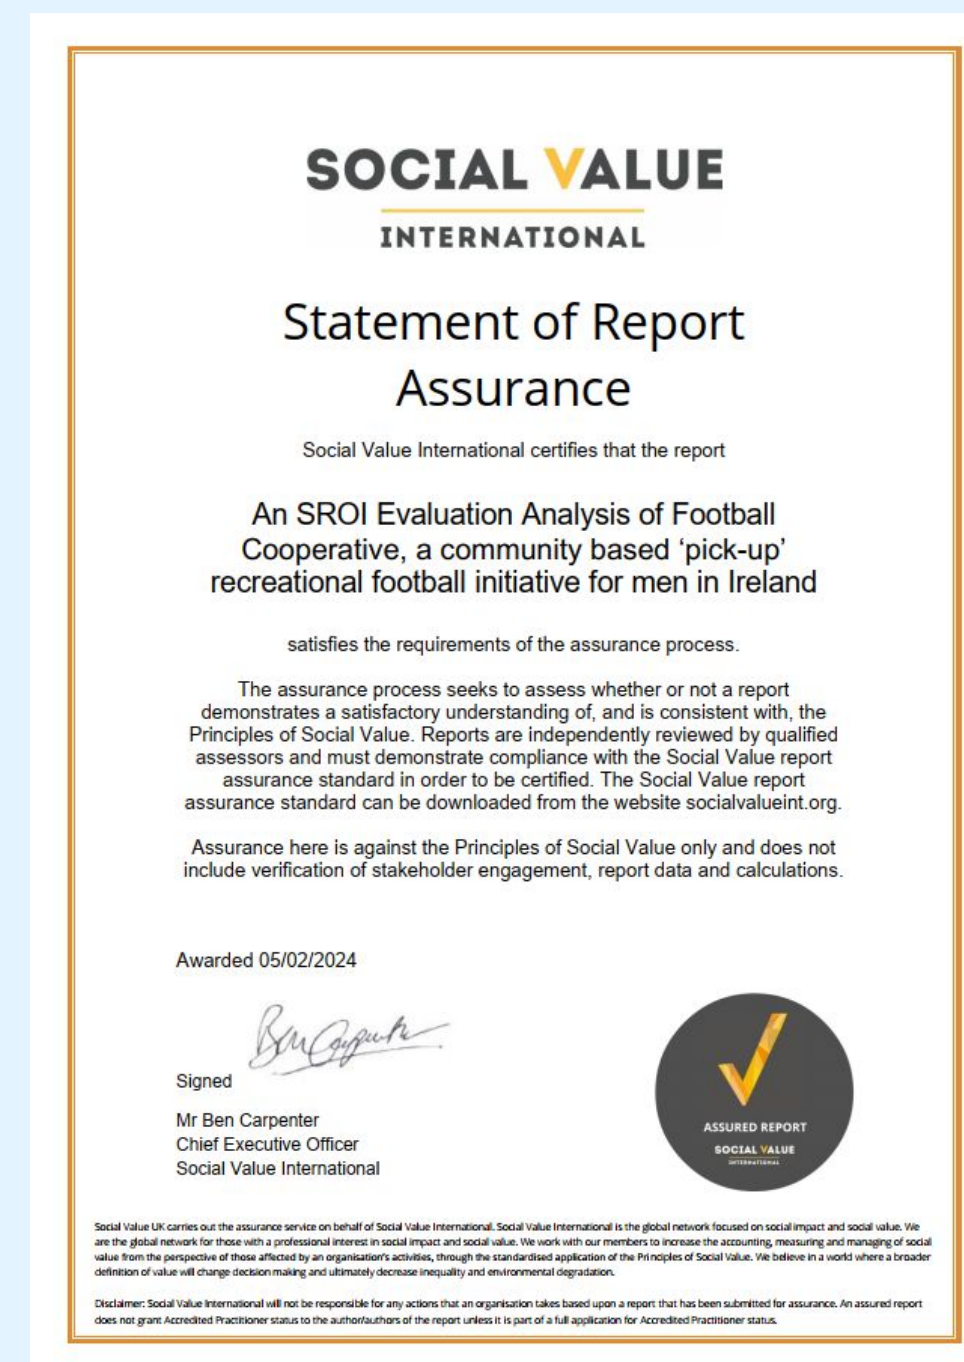 SOCIAL VALUE
INTERNATIONAL
Statement of Report
Assurance
Social Value International certifies that the report
An SROI Evaluation Analysis of Football
Cooperative, a community based ‘pick-up’
recreational football initiative for men in Ireland
satisfies the requirements of the assurance process.
The assurance process seeks to assess whether or not a report
demonstrates a satisfactory understanding of, and is consistent with, the
Principles of Social Value. Reports are independently reviewed by qualified
assessors and must demonstrate compliance with the Social Value report
assurance standard in order to be certified. The Social Value report
assurance standard can be downloaded from the website socialvalueint.org.
Assurance here is against the Principles of Social Value only and does not
include verification of stakeholder engagement, report data and calculations.
Awarded 05/02/2024
Ben Carpenter
Signed
Mr Ben Carpenter
Chief Executive Officer
Social Value International
ASSURED REPORT
SOCIAL VALUE
INTERNATIONAL
Social Value UK carries out the assurance service on behalf of Social Value International. Social Value International is the global network focused on social impact and social value. We
are the global network for those with a professional interest in social impact and social value. We work with our members to increase the accounting, measuring and managing of social
value from the perspective of those affected by an organisation's activities, through the standardised application of the Principles of Social Value. We believe in a world where a broader
definition of value will change decision making and ultimately decrease inequality and environmental degradation.
Disclaimer: Social Value International will not be responsible for any actions that an organisation takes based upon a report that has been submitted for assurance. An assured report
does not grant Accredited Practitioner status to the author/authors of the report unless it is part of a full application for Accredited Practitioner status.